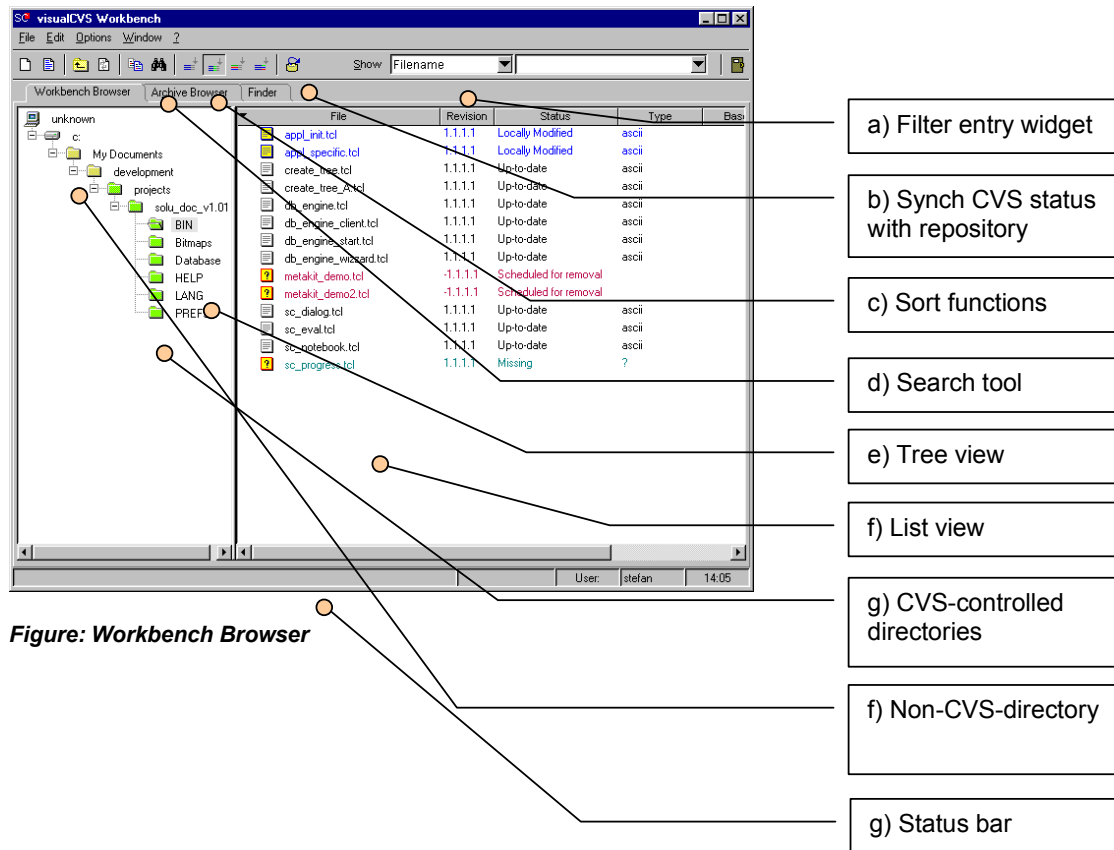 visualCVS Workbench
File Edit Options Window ?
Show Filename
Workbench Browser Archive Browser Finder
File Revision Status Type Bas
unknown
c:
My Documents
development
projects
solu_doc_v1.01
BIN
Bitmaps
Database
HELP
LANG
PREF
appl_init.tcl 1.1.1.1 Locally Modified ascii
appl_specific.tcl 1.1.1.1 Locally Modified ascii
create_tree.tcl 1.1.1.1 Up-to-date ascii
create_tree_A.tcl 1.1.1.1 Up-to-date ascii
db_engine.tcl 1.1.1.1 Up-to-date ascii
db_engine_client.tcl 1.1.1.1 Up-to-date ascii
db_engine_start.tcl 1.1.1.1 Up-to-date ascii
db_engine_wizzard.tcl 1.1.1.1 Up-to-date ascii
metakit_demo.tcl -1.1.1.1 Scheduled for removal
metakit_demo2.tcl -1.1.1.1 Scheduled for removal
sc_dialog.tcl 1.1.1.1 Up-to-date ascii
sc_eval.tcl 1.1.1.1 Up-to-date ascii
sc_notebook.tcl 1.1.1.1 Up-to-date ascii
sc_progress.tcl 1.1.1.1 Missing ?
User: stefan 14:05
Figure: Workbench Browser
a) Filter entry widget
b) Synch CVS status
with repository
c) Sort functions
d) Search tool
e) Tree view
f) List view
g) CVS-controlled
directories
f) Non-CVS-directory
g) Status bar